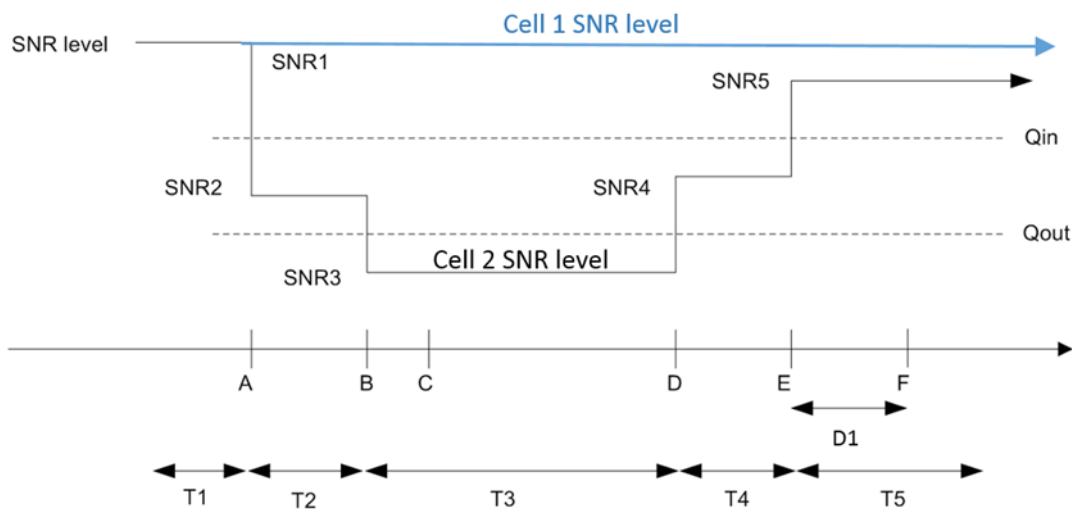 Cell 1 SNR level
SNR level
SNR1
SNR5
Qin
SNR2
SNR4
Qout
Cell 2 SNR level
SNR3
A B C D E F
D1
T1 T2 T3 T4 T5